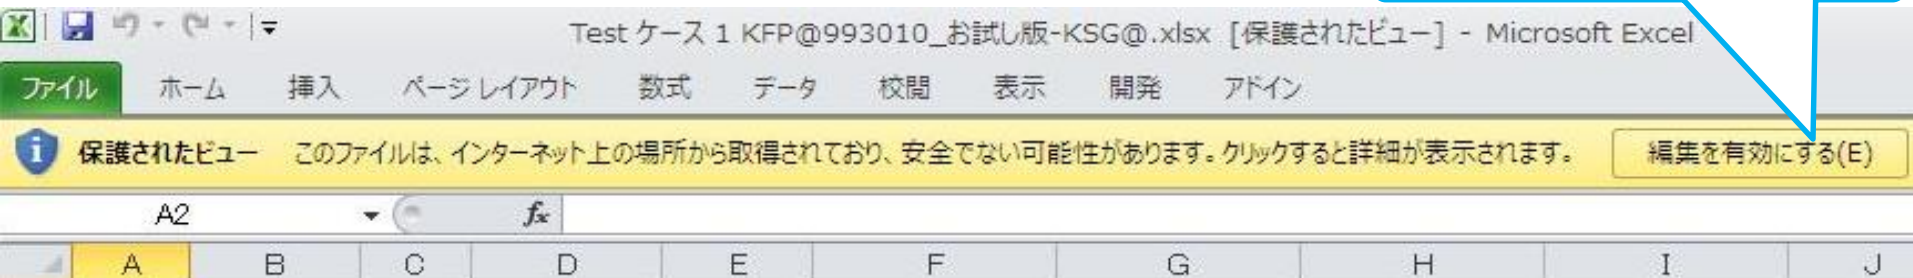 Test ケース 1 KFP@993010_お試し版-KSG@.xlsx [保護されたビュー] - Microsoft Excel
ファイル ホーム 挿入 ページ レイアウト 数式 データ 校閲 表示 開発 アドイン
保護されたビュー このファイルは、インターネット上の場所から取得されており、安全でない可能性があります。クリックすると詳細が表示されます。 編集を有効にする(E)
A2 fx
A B C D E F G H I J